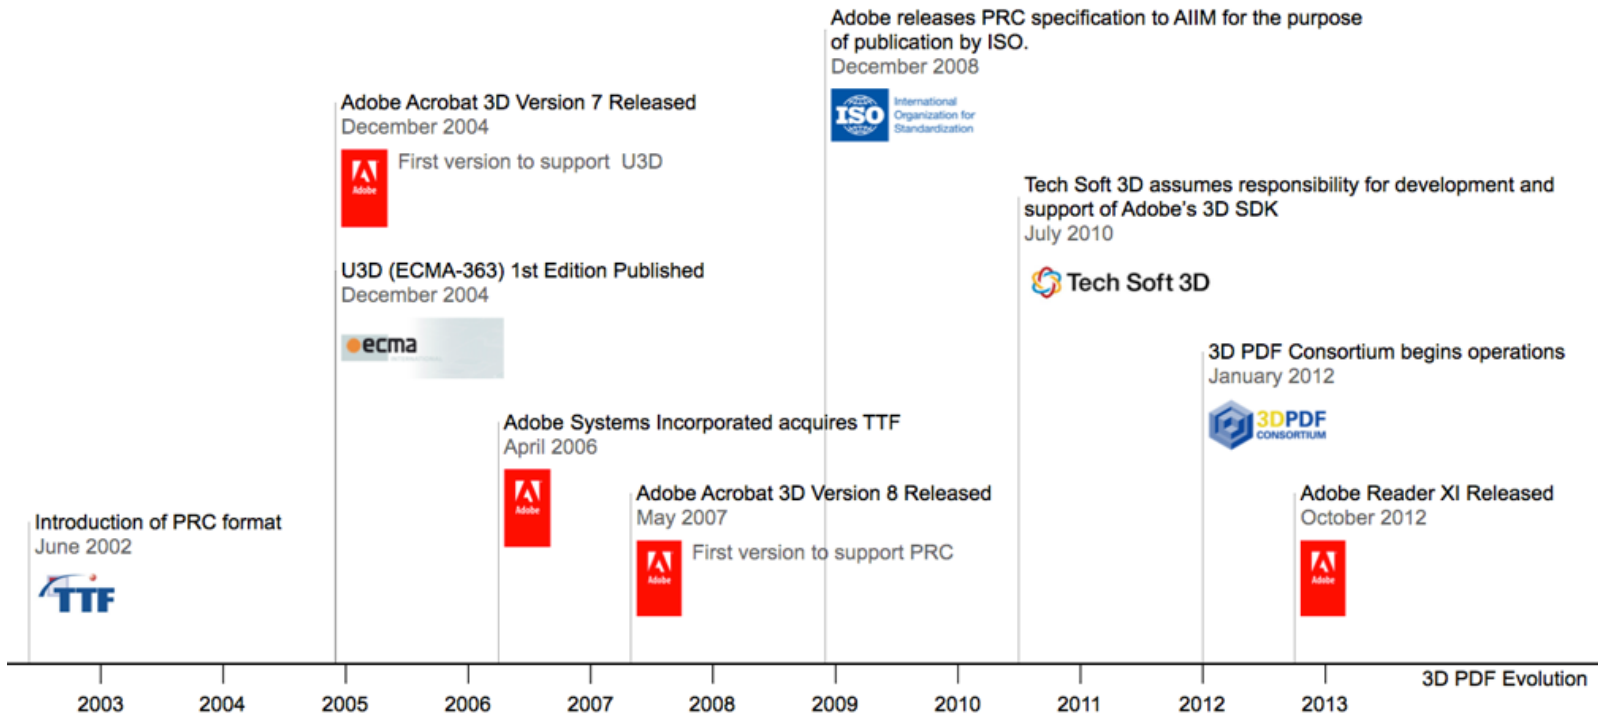 Adobe releases PRC specification to AIIM for the purpose
of publication by ISO.
December 2008
ISO
International
Organization for
Standardization
Adobe Acrobat 3D Version 7 Released
December 2004
First version to support U3D
Adobe
Tech Soft 3D assumes responsibility for development and
support of Adobe's 3D SDK
July 2010
Tech Soft 3D
U3D (ECMA-363) 1st Edition Published
December 2004
ecma
INTERNATIONAL
3D PDF Consortium begins operations
January 2012
3DPDF
CONSORTIUM
Adobe Systems Incorporated acquires TTF
April 2006
Adobe
Adobe Acrobat 3D Version 8 Released
May 2007
First version to support PRC
Adobe
Adobe Reader XI Released
October 2012
Adobe
Introduction of PRC format
June 2002
TTF
3D PDF Evolution
2003 2004 2005 2006 2007 2008 2009 2010 2011 2012 2013